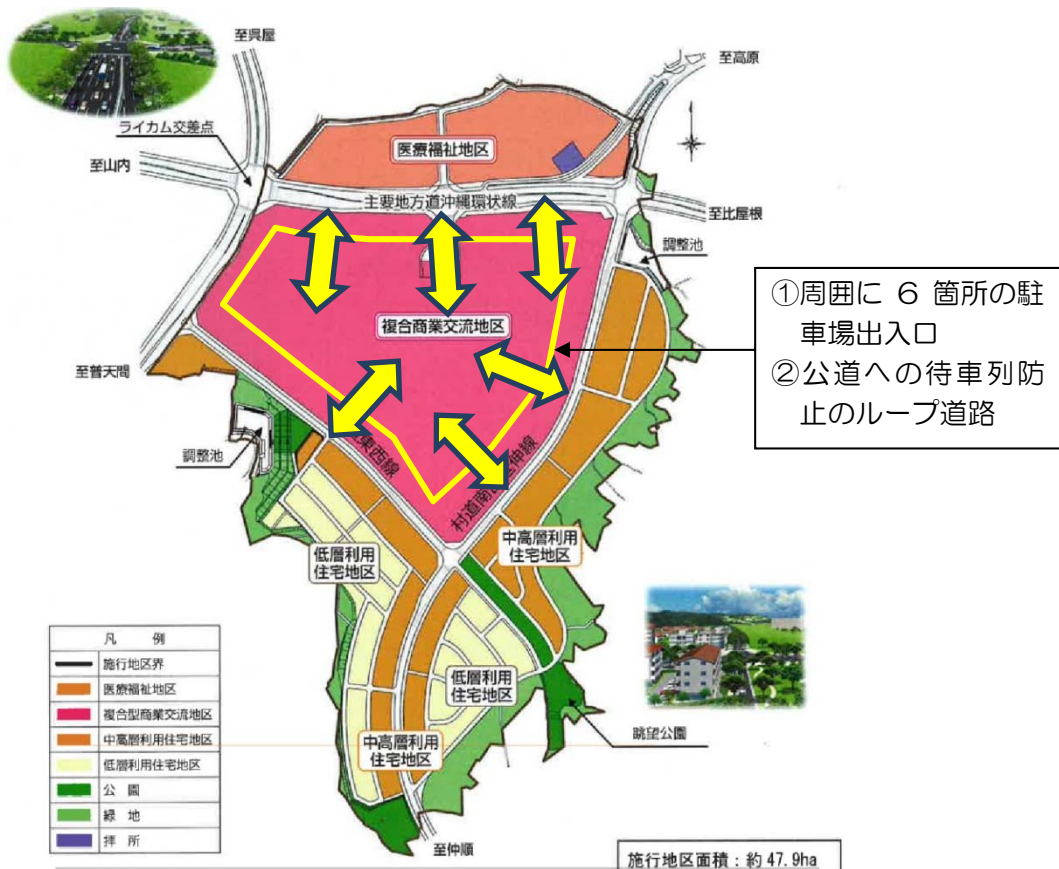 至呉屋
至高原
ライカム交差点
至山内
医療福祉地区
主要地方道沖縄環状線
至比屋根
調整池
①周囲に 6 箇所の駐
車場出入口
②公道への待車列防
止のループ道路
複合商業交流地区
至普天間
調整池
東西線
村道南
伸線
中高層利用
住宅地区
低層利用
住宅地区
低層利用
住宅地区
眺望公園
中高層利用
住宅地区
至仲順
凡 例
施行地区界
医療福祉地区
複合型商業交流地区
中高層利用住宅地区
低層利用住宅地区
公 園
緑 地
拝 所
施行地区面積：約 47.9ha